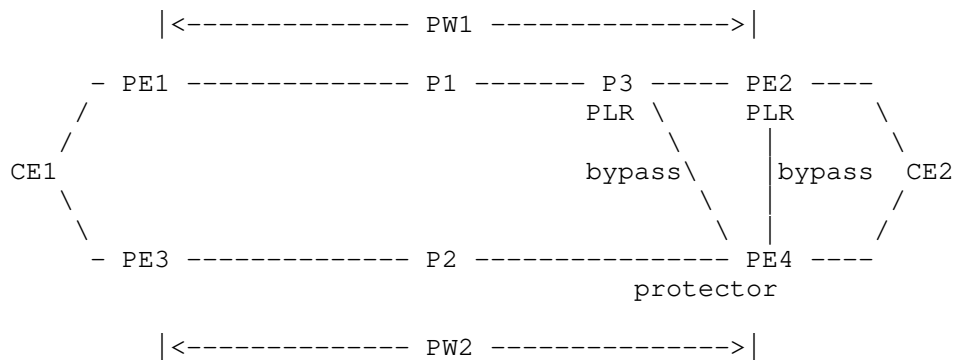 |<-------------- PW1 --------------->|
- PE1 -------------- P1 ------- P3 ----- PE2 ----
/ PLR \ PLR \
/ \ | \
CE1 bypass\ |bypass CE2
\ \ | /
\ \ | /
- PE3 -------------- P2 ---------------- PE4 ----
protector
|<-------------- PW2 --------------->|